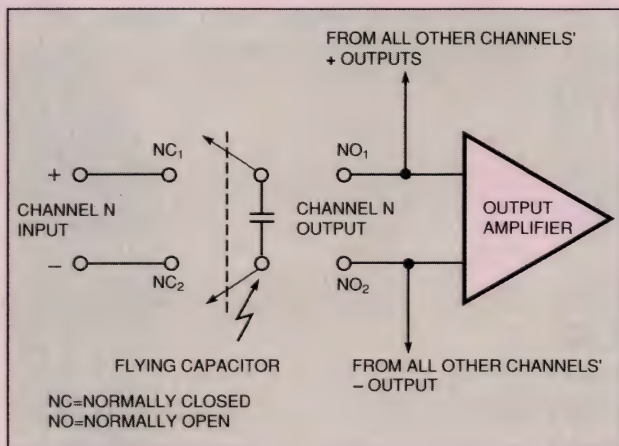 FROM ALL OTHER CHANNELS'
+ OUTPUTS
NC₁
NO₁
+
CHANNEL N
INPUT
CHANNEL N
OUTPUT
OUTPUT
AMPLIFIER
−
NC₂
NO₂
FLYING CAPACITOR
FROM ALL OTHER CHANNELS'
− OUTPUT
NC=NORMALLY CLOSED
NO=NORMALLY OPEN